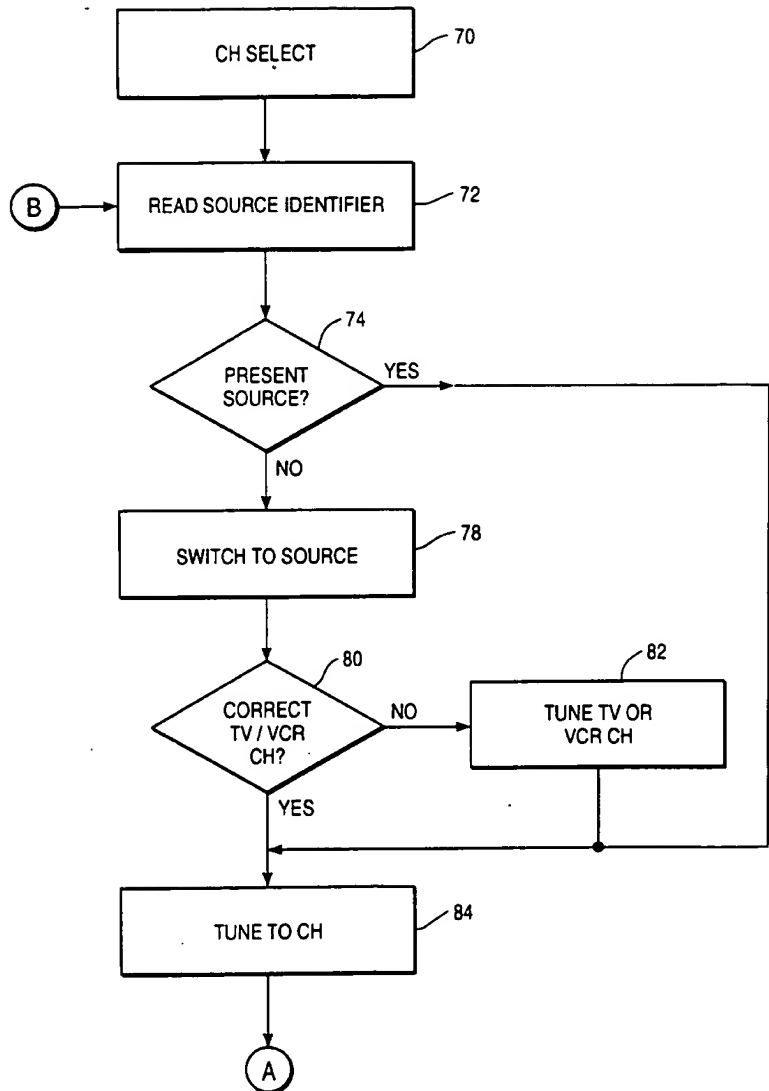 CH SELECT
70
B
READ SOURCE IDENTIFIER
72
74
PRESENT
SOURCE?
YES
NO
SWITCH TO SOURCE
78
80
CORRECT
TV / VCR
CH?
NO
82
TUNE TV OR
VCR CH
YES
TUNE TO CH
84
A